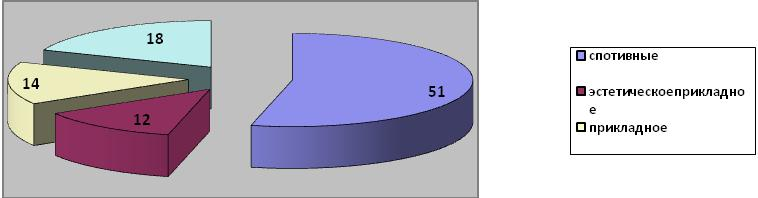 18
14
51
12
спотивные
эстетическоеприкладно
е
прикладное